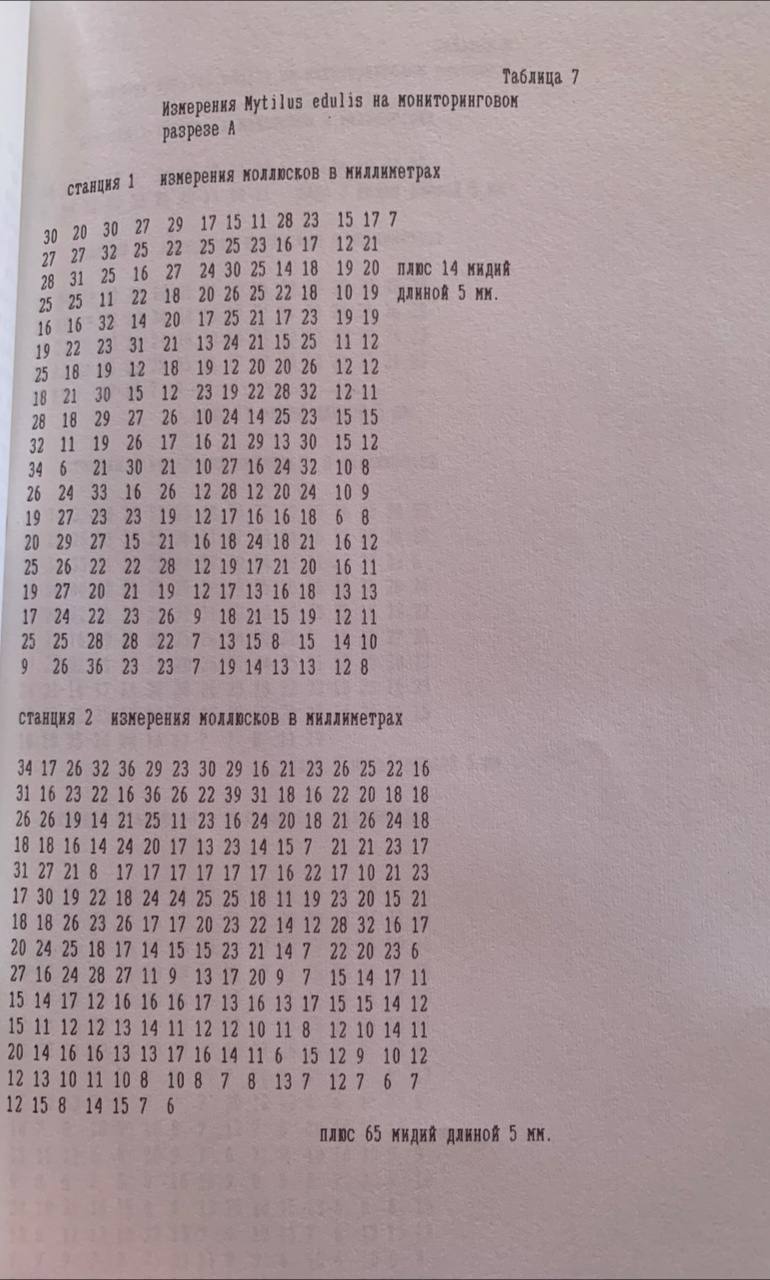 Таблица 7
Измерения Mytilus edulis на мониторинговом
разрезе А
станция 1 измерения моллюсков в миллиметрах
30 20 30 27 29 17 15 11 28 23 15 17 7
27 27 32 25 22 25 25 23 16 17 12 21
28 31 25 16 27 24 30 25 14 18 19 20 плюс 14 мидий
25 25 11 22 18 20 26 25 22 18 10 19 длиной 5 мм.
16 16 32 14 20 17 25 21 17 23 19 19
19 22 23 31 21 13 24 21 15 25 11 12
25 18 19 12 18 19 12 20 20 26 12 12
18 21 30 15 12 23 19 22 28 32 12 11
28 18 29 27 26 10 24 14 25 23 15 15
32 11 19 26 17 16 21 29 13 30 15 12
34 6 21 30 21 10 27 16 24 32 10 8
26 24 33 16 26 12 28 12 20 24 10 9
19 27 23 23 19 12 17 16 16 18 6 8
20 29 27 15 21 16 18 24 18 21 16 12
25 26 22 22 28 12 19 17 21 20 16 11
19 27 20 21 19 12 17 13 16 18 13 13
17 24 22 23 26 9 18 21 15 19 12 11
25 25 28 28 22 7 13 15 8 15 14 10
9 26 36 23 23 7 19 14 13 13 12 8
станция 2 измерения моллюсков в миллиметрах
34 17 26 32 36 29 23 30 29 16 21 23 26 25 22 16
31 16 23 22 16 36 26 22 39 31 18 16 22 20 18 18
26 26 19 14 21 25 11 23 16 24 20 18 21 26 24 18
18 18 16 14 24 20 17 13 23 14 15 7 21 21 23 17
31 27 21 8 17 17 17 17 17 17 16 22 17 10 21 23
17 30 19 22 18 24 24 25 25 18 11 19 23 20 15 21
18 18 26 23 26 17 17 20 23 22 14 12 28 32 16 17
20 24 25 18 17 14 15 15 23 21 14 7 22 20 23 6
27 16 24 28 27 11 9 13 17 20 9 7 15 14 17 11
15 14 17 12 16 16 16 17 13 16 13 17 15 15 14 12
15 11 12 12 13 14 11 12 12 10 11 8 12 10 14 11
20 14 16 16 13 13 17 16 14 11 6 15 12 9 10 12
12 13 10 11 10 8 10 8 7 8 13 7 12 7 6 7
12 15 8 14 15 7 6
плюс 65 мидий длиной 5 мм.